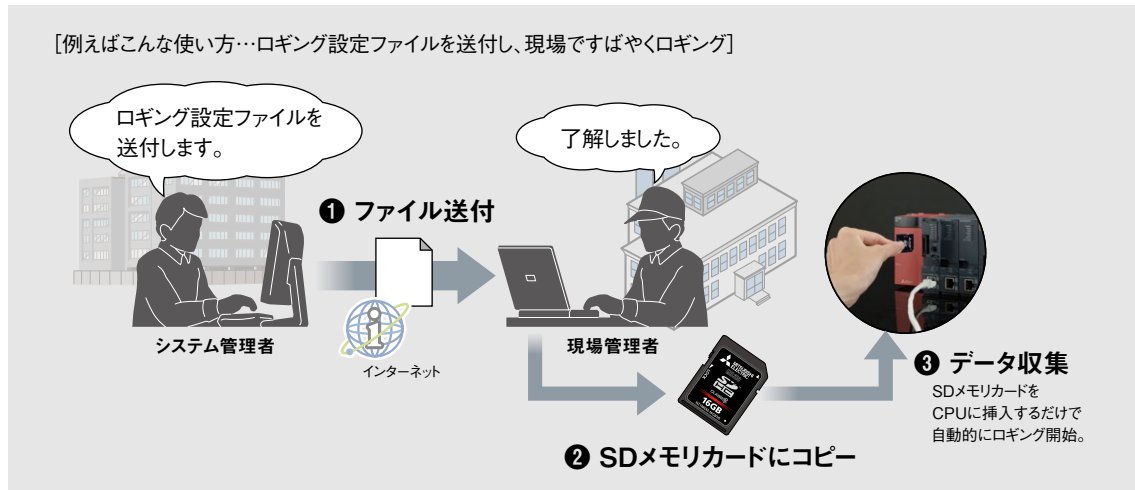 [例えばこんな使い方…ロギング設定ファイルを送付し、現場ですばやくロギング]
ロギング設定ファイルを
送付します。
了解しました。
❶ ファイル送付
システム管理者
インターネット
現場管理者
MITSUBISHI
ELECTRIC
16GB
❷ SDメモリカードにコピー
❸ データ収集
SDメモリカードを
CPUに挿入するだけで
自動的にロギング開始。